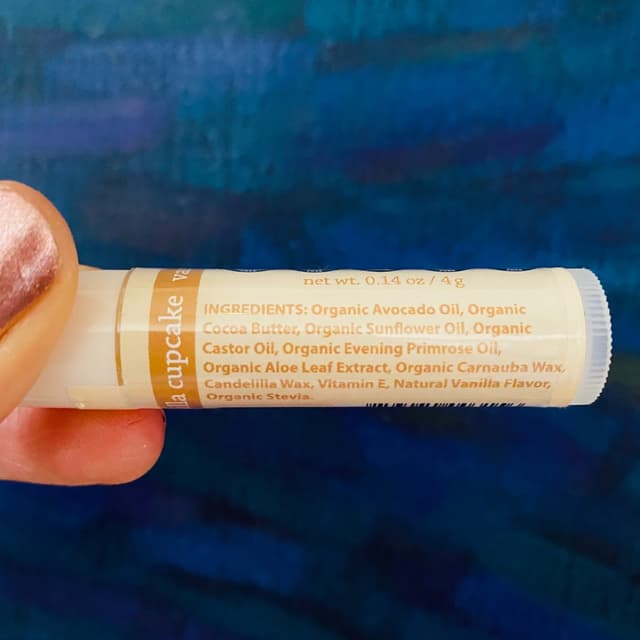 net wt. 0.14 oz / 4 g
cupcake
INGREDIENTS: Organic Avocado Oil, Organic
Cocoa Butter, Organic Sunflower Oil, Organic
Castor Oil, Organic Evening Primrose Oil,
Organic Aloe Leaf Extract, Organic Carnauba Wax,
Candelilla Wax, Vitamin E, Natural Vanilla Flavor,
Organic Stevia.